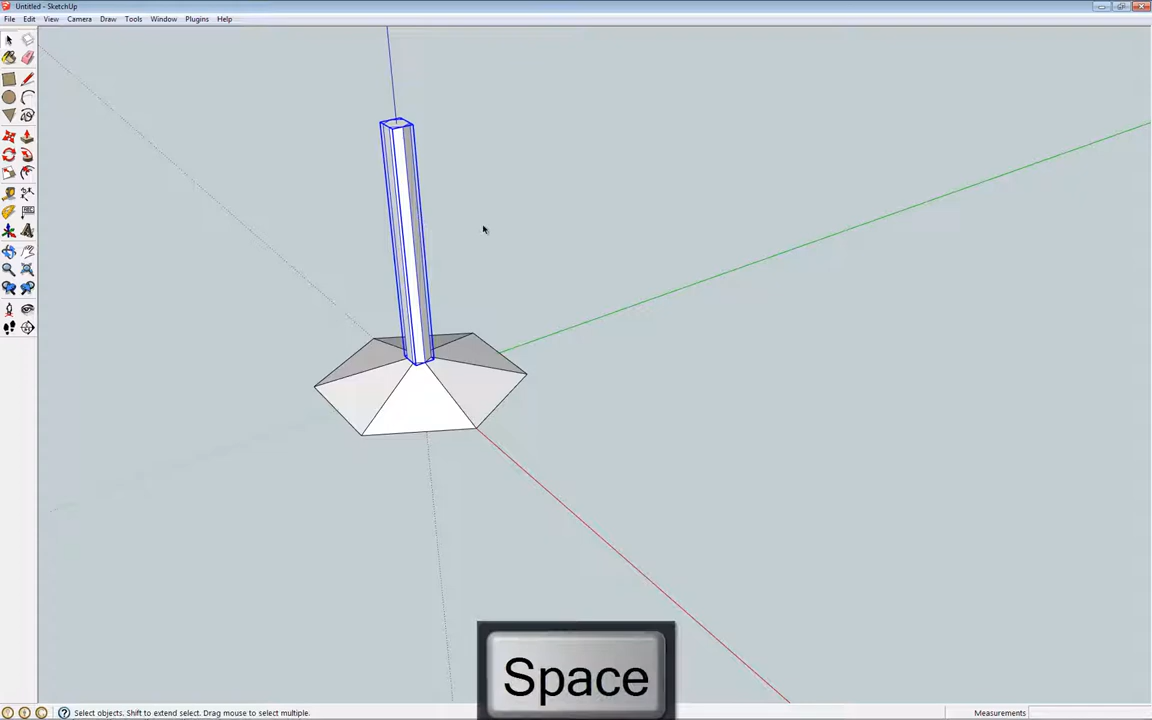 Untitled - SketchUp
File Edit View Camera Draw Tools Window Plugins Help
Space
Select objects. Shift to extend select. Drag mouse to select multiple.
Measurements